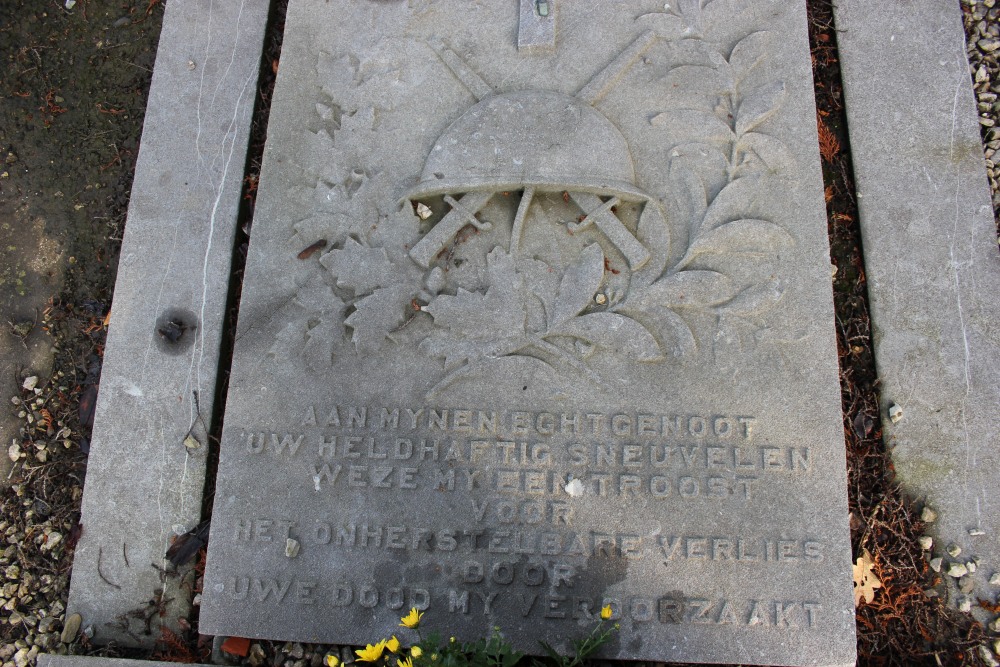 AAN MYNEN ECHTGENOOT
UW HELDHAFTIG SNEUVELEN
WEZE MY EEN TROOST
VOOR
HET ONHERSTELBARE VERLIES
DOOR
UWE DOOD MY VEROORZAAKT